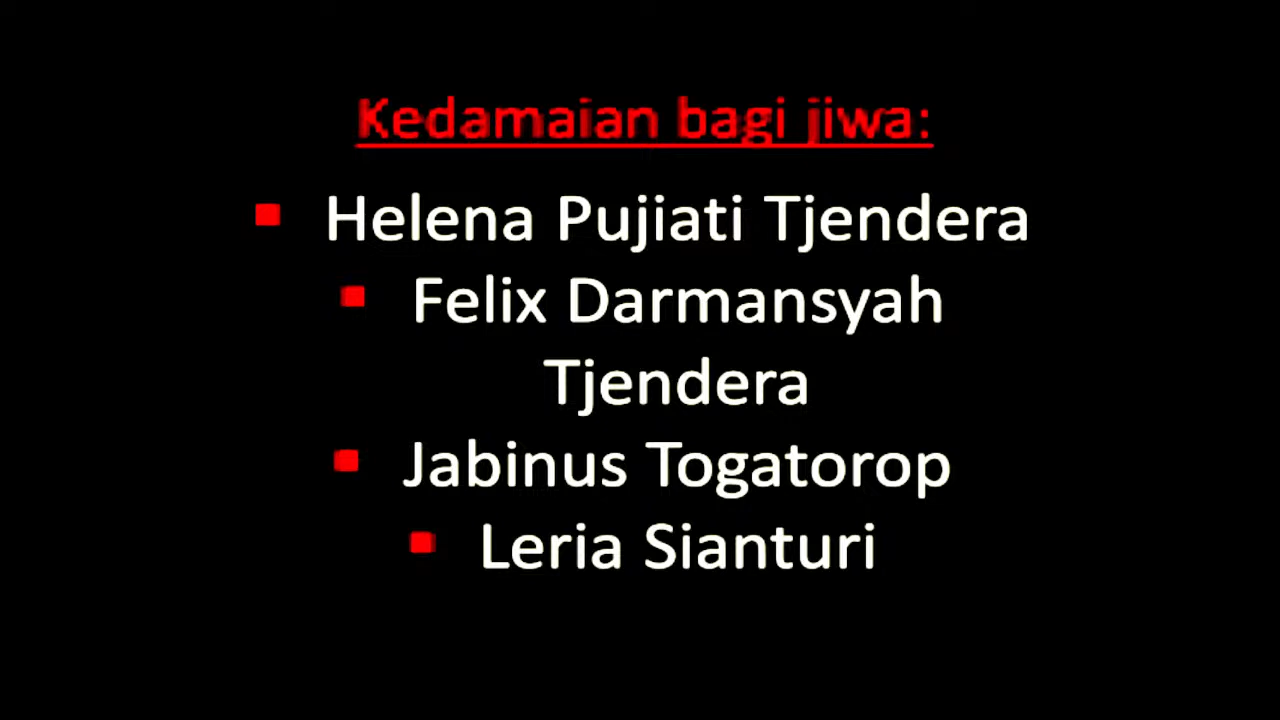 Kedamaian bagi jiwa:
▪ Helena Pujiati Tjendera
▪ Felix Darmansyah
Tjendera
▪ Jabinus Togatorop
▪ Leria Sianturi